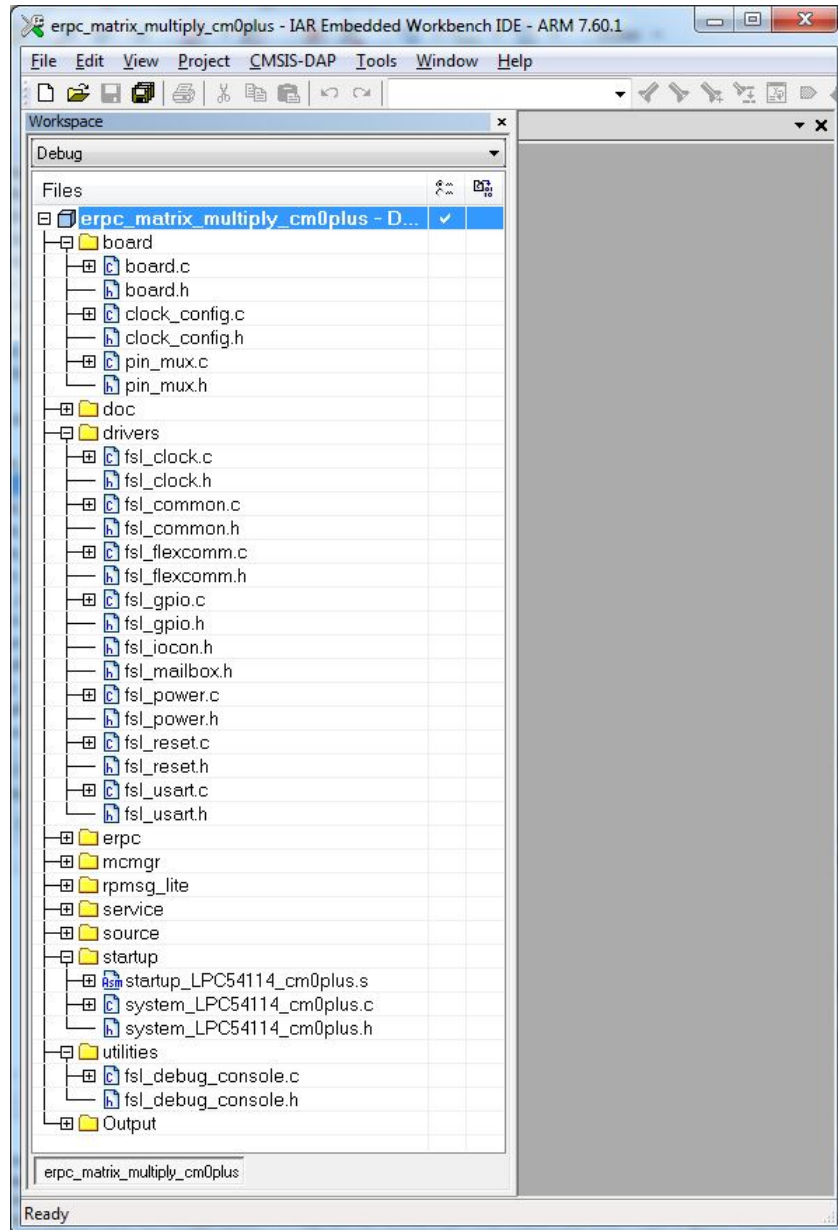 erpc_matrix_multiply_cm0plus - IAR Embedded Workbench IDE - ARM 7.60.1
File Edit View Project CMSIS-DAP Tools Window Help
Workspace
Debug
Files
erpc_matrix_multiply_cm0plus - D...
board
board.c
board.h
clock_config.c
clock_config.h
pin_mux.c
pin_mux.h
doc
drivers
fsl_clock.c
fsl_clock.h
fsl_common.c
fsl_common.h
fsl_flexcomm.c
fsl_flexcomm.h
fsl_gpio.c
fsl_gpio.h
fsl_iocon.h
fsl_mailbox.h
fsl_power.c
fsl_power.h
fsl_reset.c
fsl_reset.h
fsl_usart.c
fsl_usart.h
erpc
mcmgr
rpmsg_lite
service
source
startup
startup_LPC54114_cm0plus.s
system_LPC54114_cm0plus.c
system_LPC54114_cm0plus.h
utilities
fsl_debug_console.c
fsl_debug_console.h
Output
erpc_matrix_multiply_cm0plus
Ready